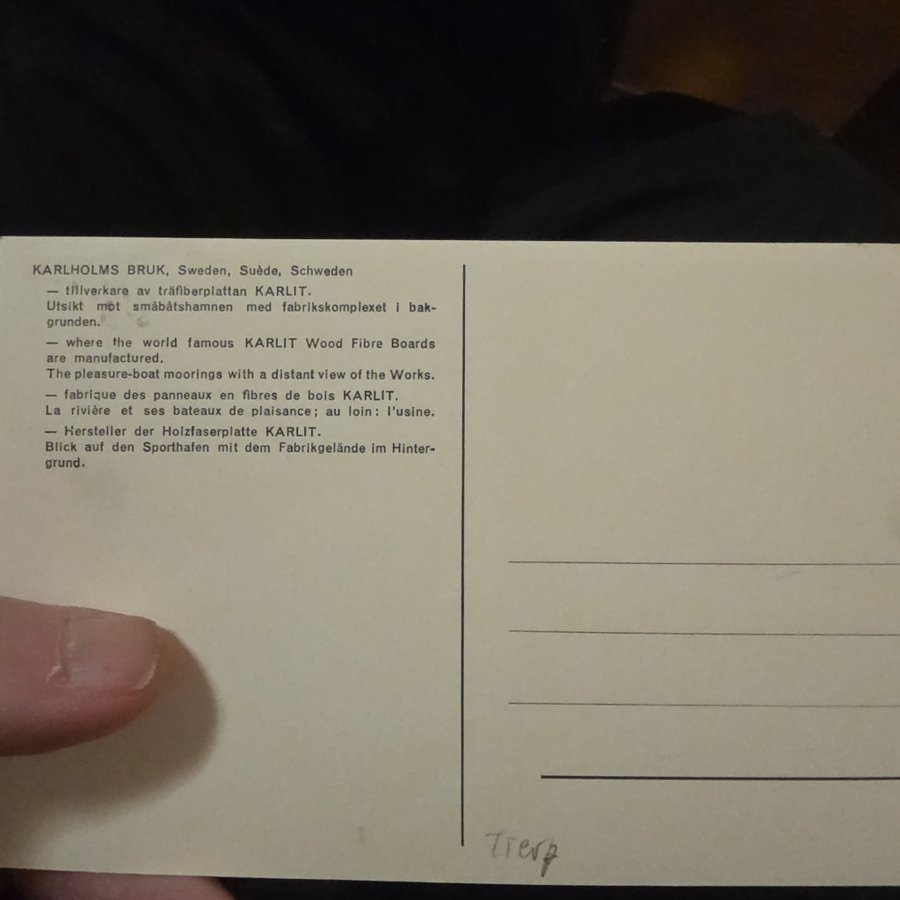 KARLHOLMS BRUK, Sweden, Suède, Schweden
— tillverkare av träfiberplattan KARLIT.
Utsikt mot småbåtshamnen med fabrikskomplexet i bak-
grunden.
— where the world famous KARLIT Wood Fibre Boards
are manufactured.
The pleasure-boat moorings with a distant view of the Works.
— fabrique des panneaux en fibres de bois KARLIT.
La rivière et ses bateaux de plaisance; au loin: l'usine.
— Hersteller der Holzfaserplatte KARLIT.
Blick auf den Sporthafen mit dem Fabrikgelände im Hinter-
grund.
Tierp